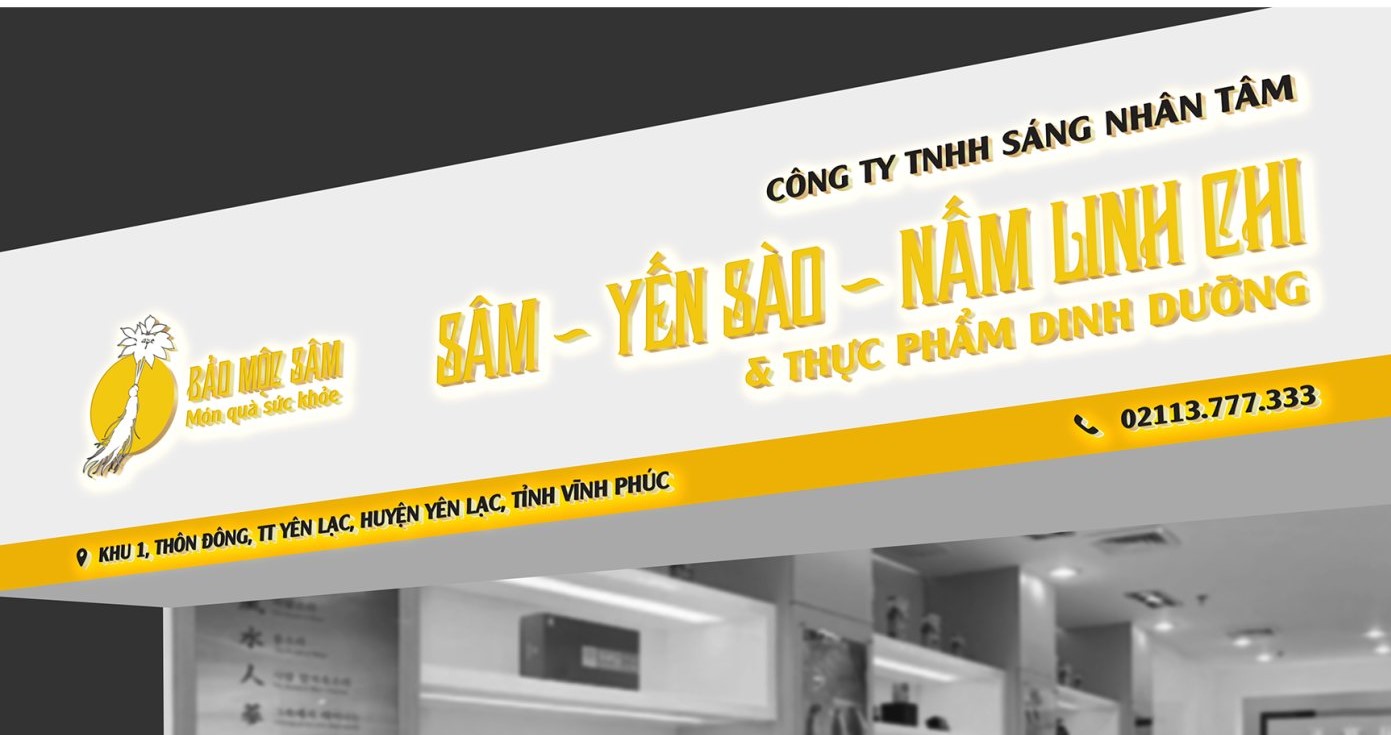 CÔNG TY TNHH SÁNG NHÂN TÂM
SÂM ~ YẾN SÀO ~ NẤM LINH CHI
& THỰC PHẨM DINH DƯỠNG
BẢO MỘC SÂM
Món quà sức khỏe
02113.777.333
KHU 1, THÔN ĐÔNG, TT YÊN LẠC, HUYỆN YÊN LẠC, TỈNH VĨNH PHÚC
水
人